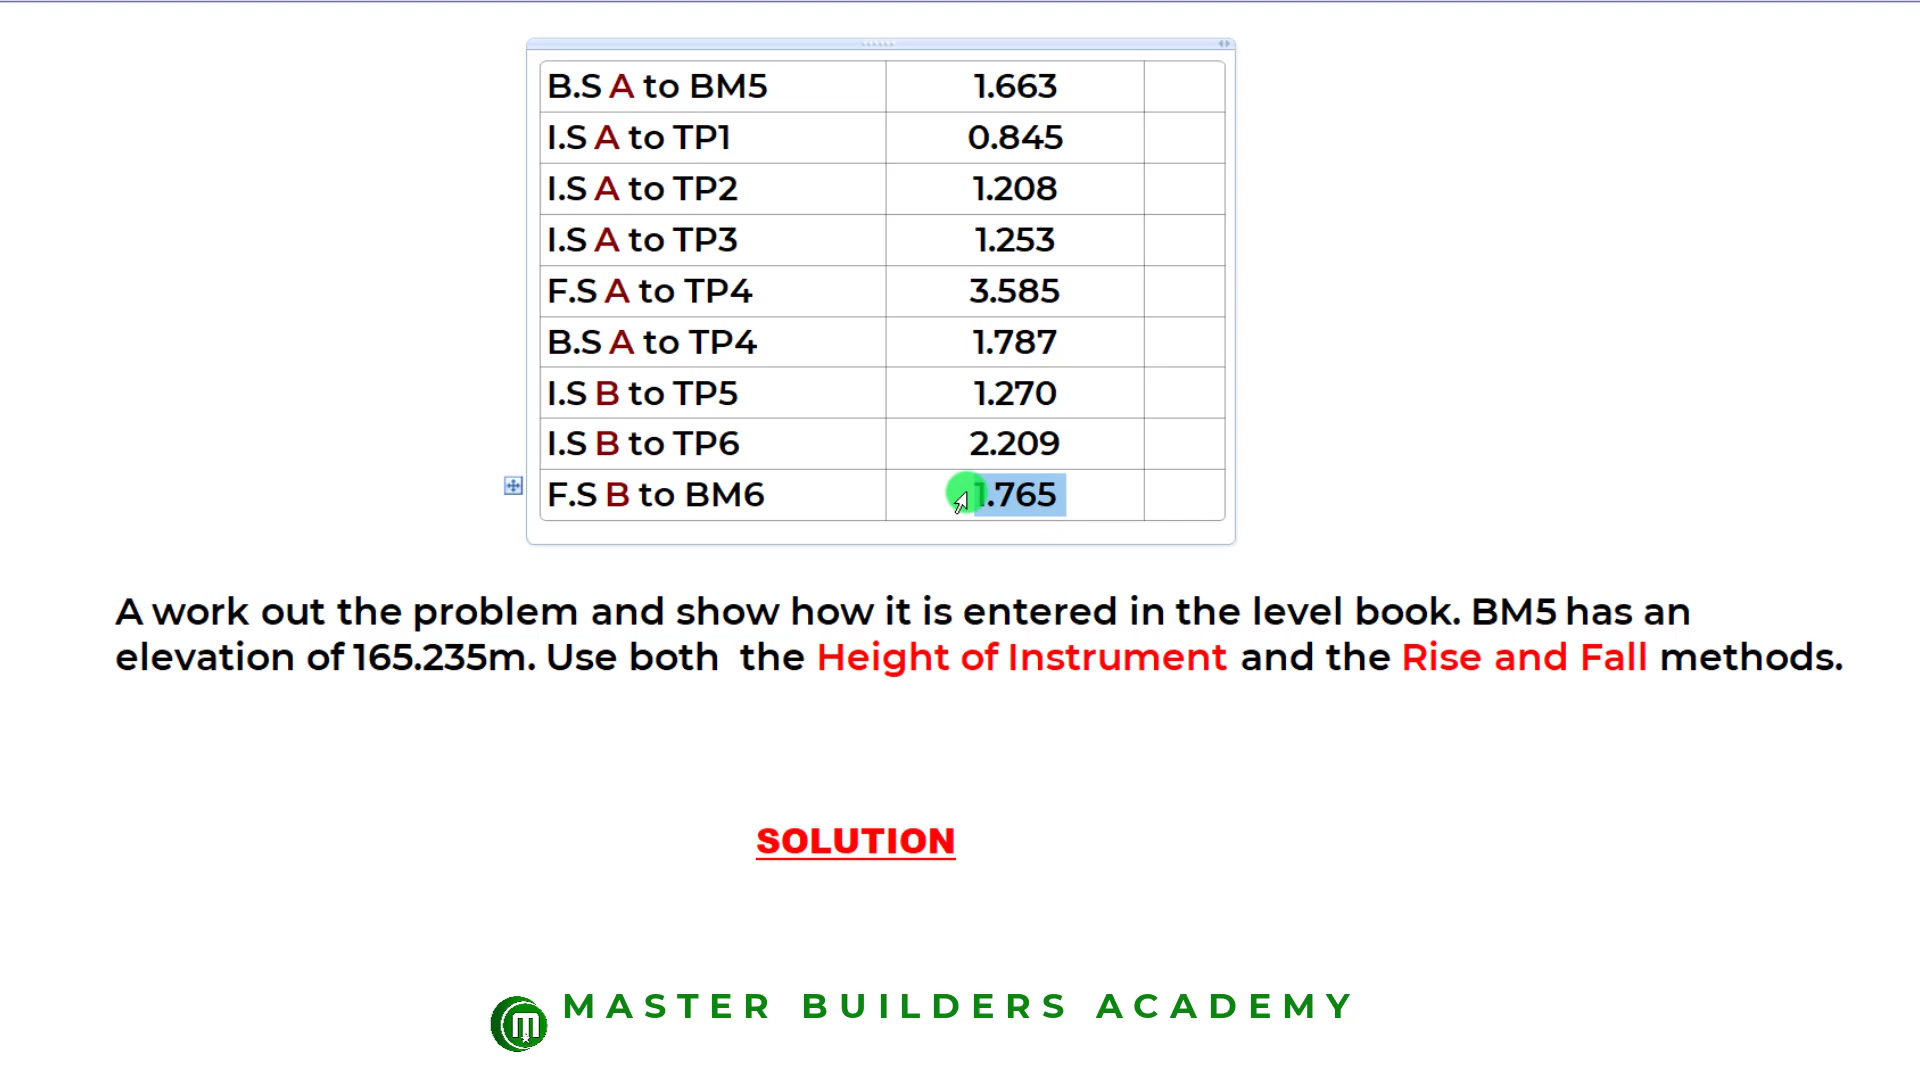 B.S A to BM5 1.663
I.S A to TP1 0.845
I.S A to TP2 1.208
I.S A to TP3 1.253
F.S A to TP4 3.585
B.S A to TP4 1.787
I.S B to TP5 1.270
I.S B to TP6 2.209
F.S B to BM6 1.765
A work out the problem and show how it is entered in the level book. BM5 has an
elevation of 165.235m. Use both the Height of Instrument and the Rise and Fall methods.
SOLUTION
MASTER BUILDERS ACADEMY